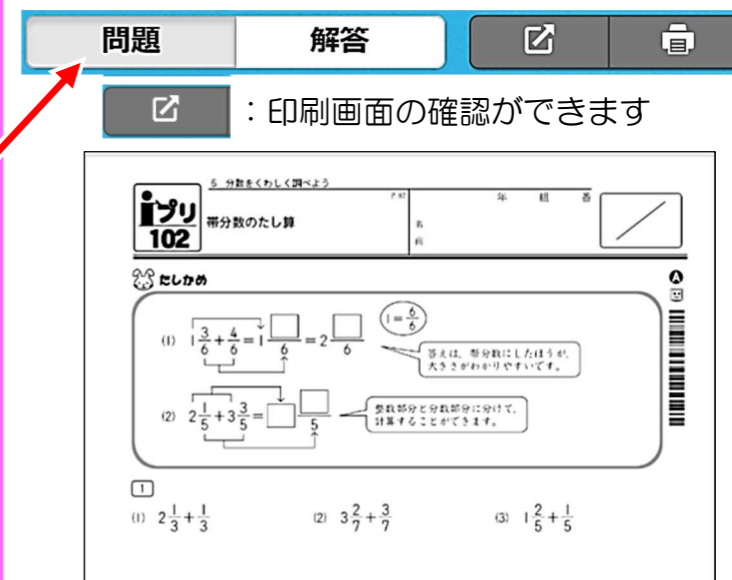 問題 解答
：印刷画面の確認ができます
5 分数をくわしく調べよう
iプリ 102
帯分数のたし算
P.87
年 組 番
名前
たしかめ
A
(1) 1 3/6 + 4/6 = 1 □/6 = 2 □/6
1 = 6/6
答えは，帯分数にしたほうが，
大きさがわかりやすいです。
(2) 2 1/5 + 3 3/5 = □ □/5
整数部分と分数部分に分けて，
計算することができます。
1
(1) 2 1/3 + 1/3 (2) 3 2/7 + 3/7 (3) 1 2/5 + 1/5